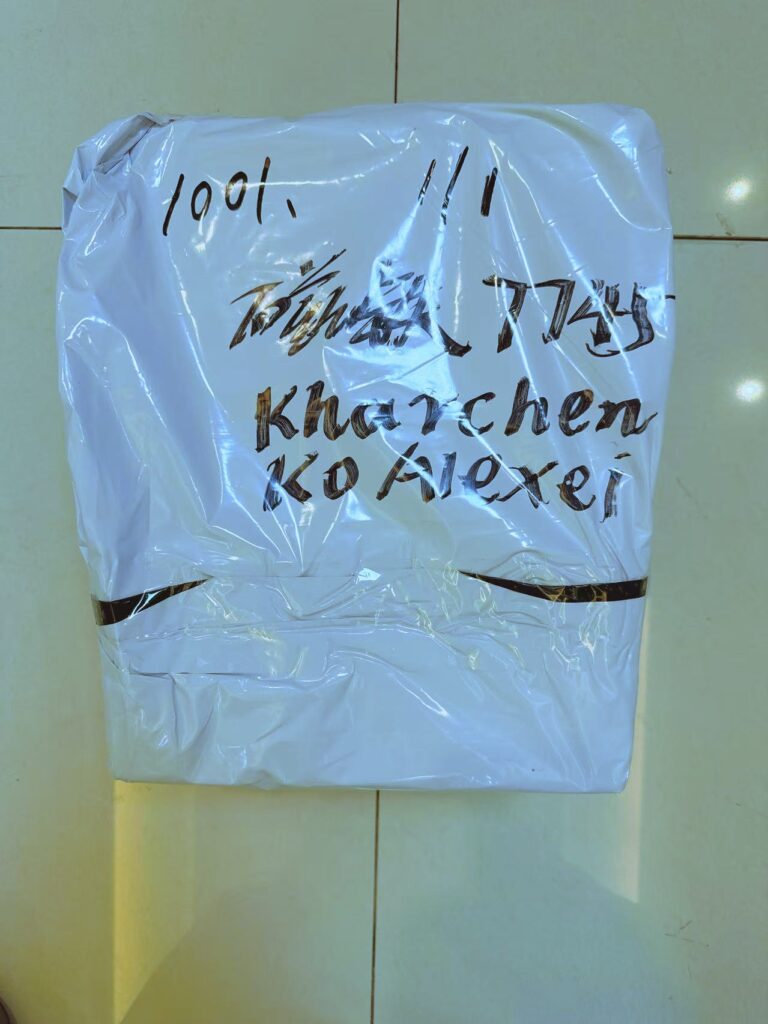 1001. 1/1
7745
Kharchen
Ko Alexei